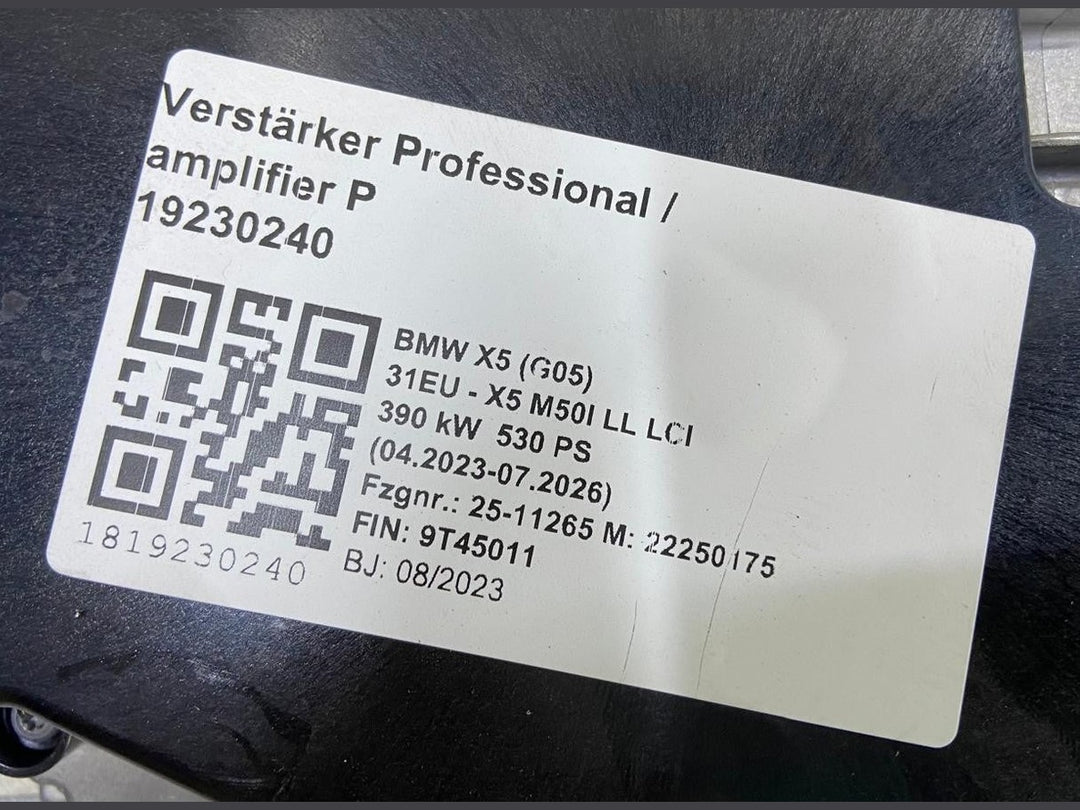 Verstärker Professional /
amplifier P
19230240
BMW X5 (G05)
31EU - X5 M50I LL LCI
390 kW 530 PS
(04.2023-07.2026)
Fzgnr.: 25-11265 M: 22250175
FIN: 9T45011
BJ: 08/2023
1819230240